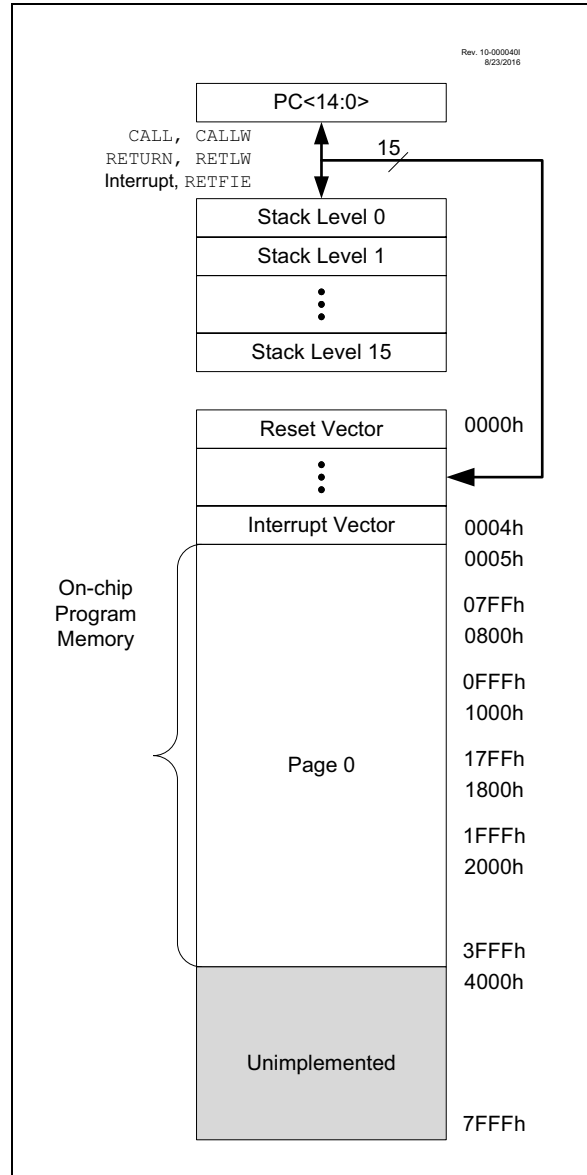 Rev. 10-000040I
8/23/2016
PC<14:0>
CALL, CALLW
RETURN, RETLW
Interrupt, RETFIE
15
Stack Level 0
Stack Level 1
Stack Level 15
Reset Vector
0000h
Interrupt Vector
0004h
0005h
On-chip
Program
Memory
07FFh
0800h
0FFFh
1000h
Page 0
17FFh
1800h
1FFFh
2000h
3FFFh
4000h
Unimplemented
7FFFh